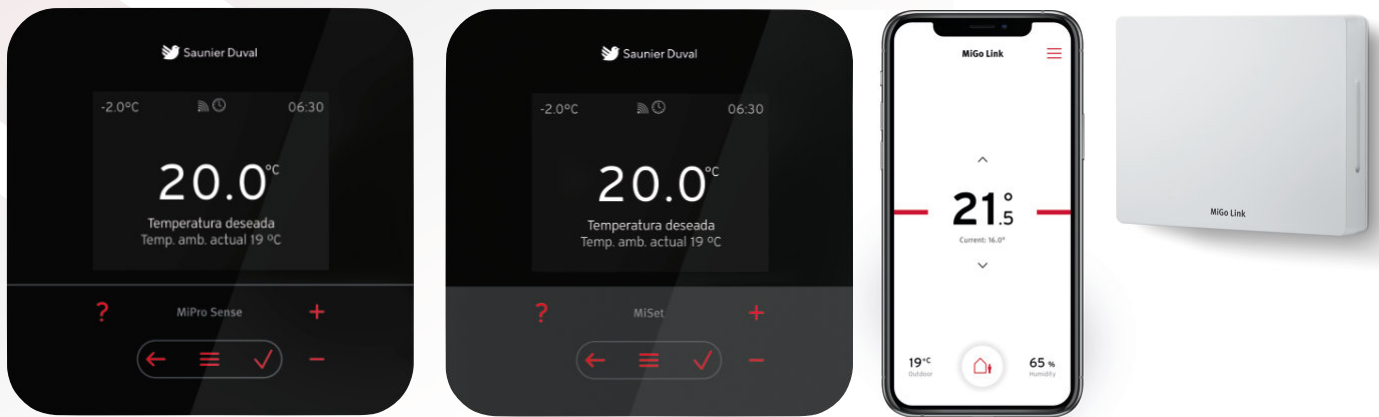 Saunier Duval
-2.0°C 06:30
20.0°C
Temperatura deseada
Temp. amb. actual 19 ºC
? MiPro Sense +
-
Saunier Duval
-2.0°C 06:30
20.0°C
Temperatura deseada
Temp. amb. actual 19 ºC
? MiSet +
-
MiGo Link
21.5°
Current: 16.0°
19°C 65 %
Outdoor Humidity
MiGo Link